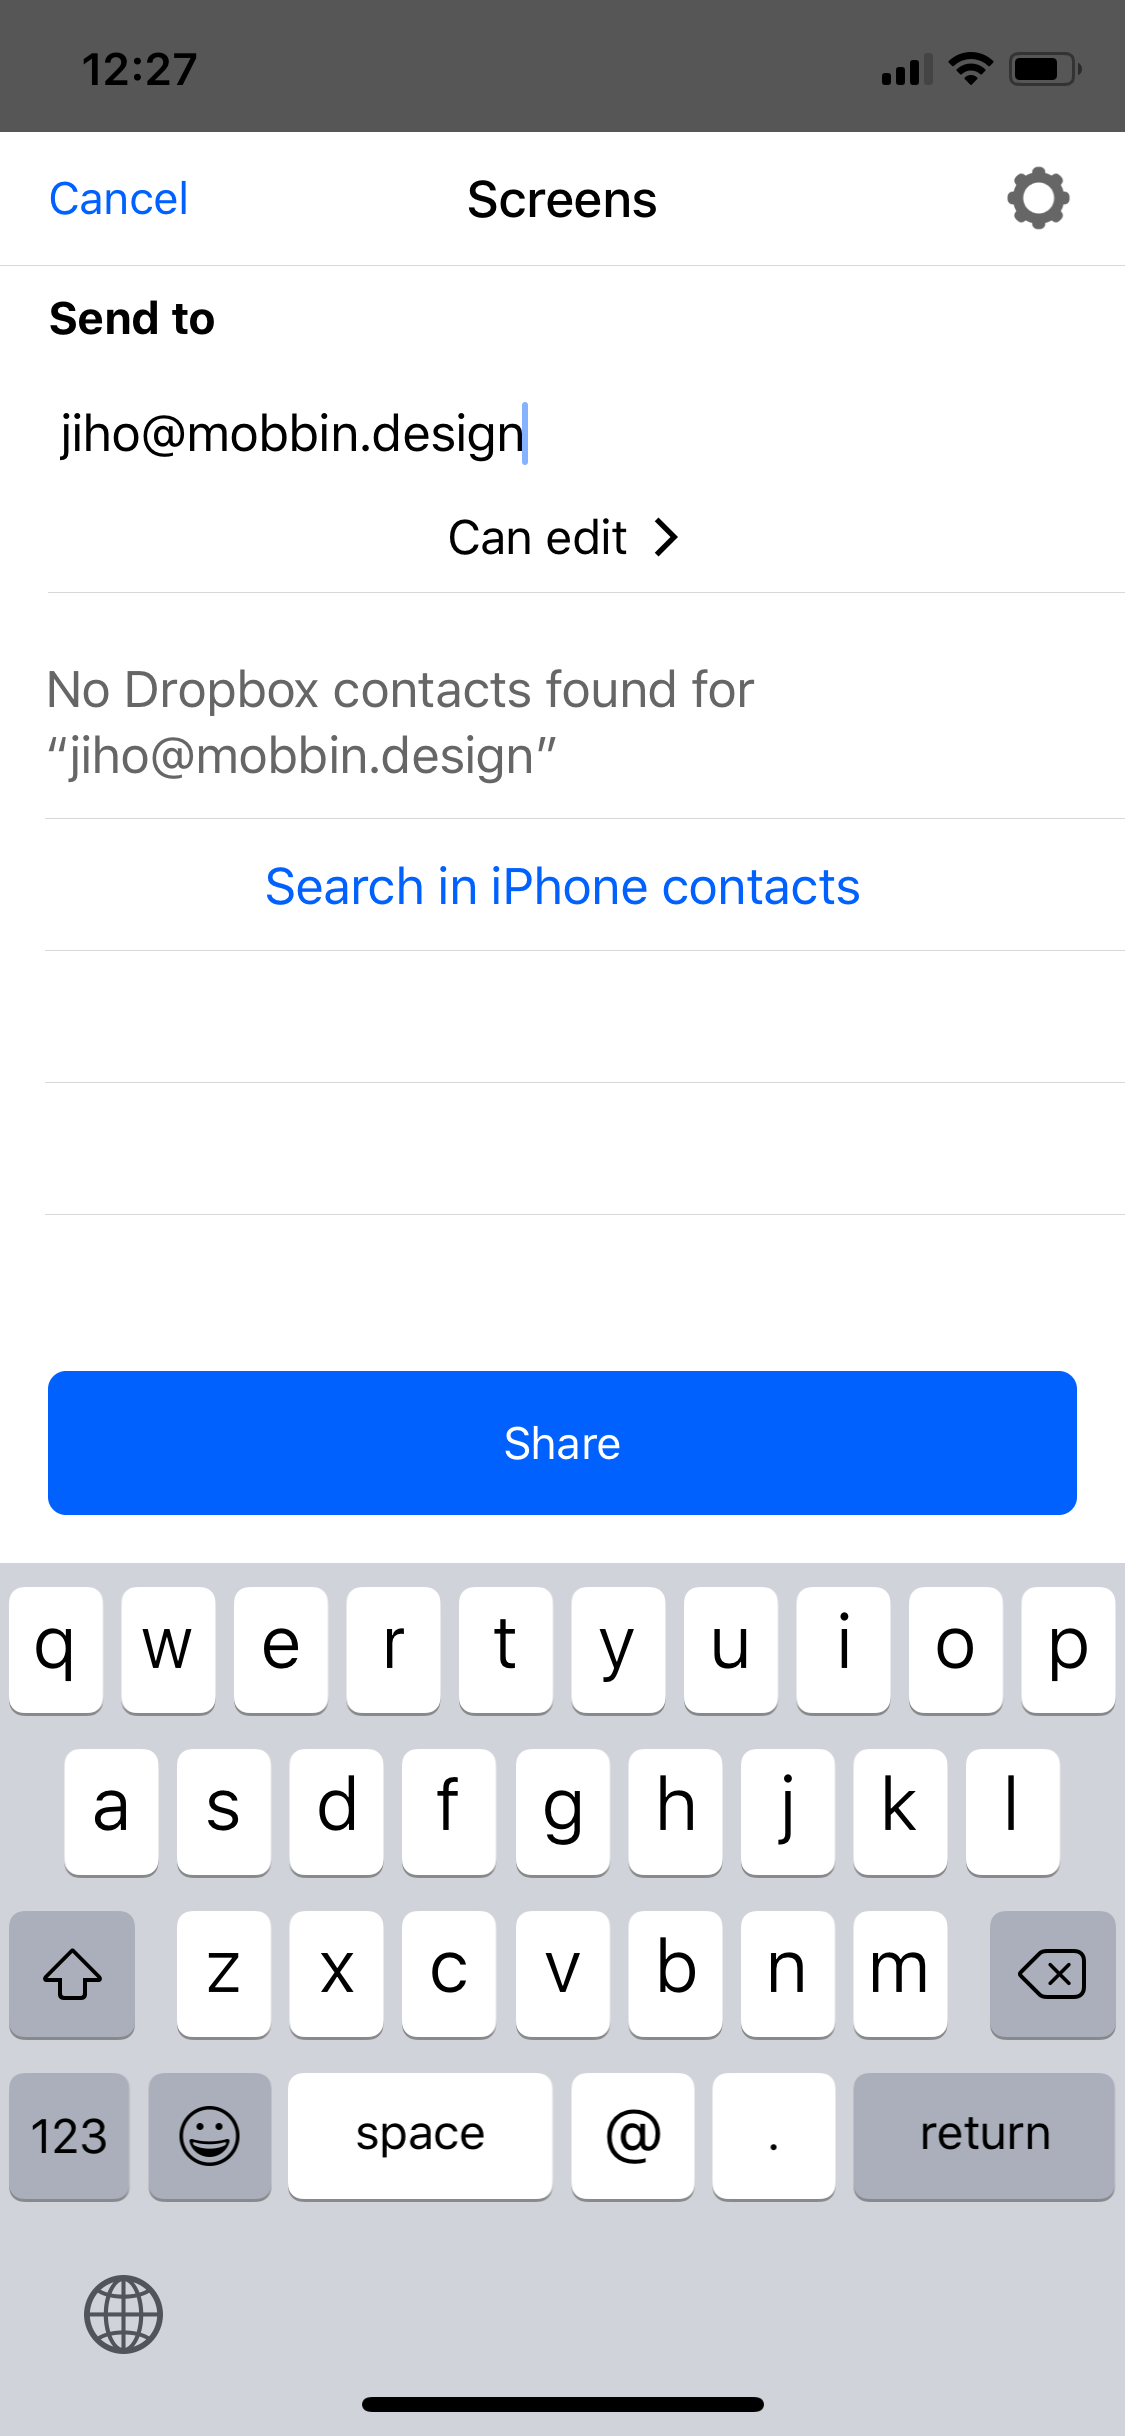 12:27
Cancel
Screens
Send to
jiho@mobbin.design
Can edit
No Dropbox contacts found for
“jiho@mobbin.design”
Search in iPhone contacts
Share
q w e r t y u i o p
a s d f g h j k l
z x c v b n m
123 space @ . return